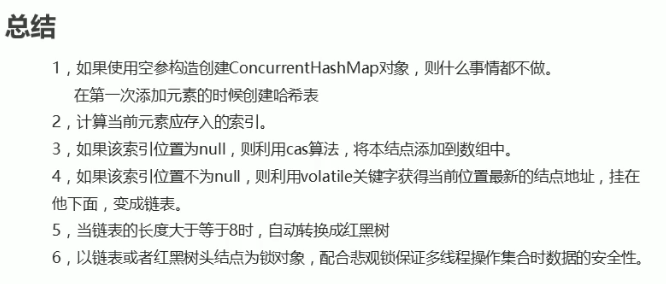 总结
1，如果使用空参构造创建ConcurrentHashMap对象，则什么事情都不做。
在第一次添加元素的时候创建哈希表
2，计算当前元素应存入的索引。
3，如果该索引位置为null，则利用cas算法，将本结点添加到数组中。
4，如果该索引位置不为null，则利用volatile关键字获得当前位置最新的结点地址，挂在
他下面，变成链表。
5，当链表的长度大于等于8时，自动转换成红黑树
6，以链表或者红黑树头结点为锁对象，配合悲观锁保证多线程操作集合时数据的安全性。